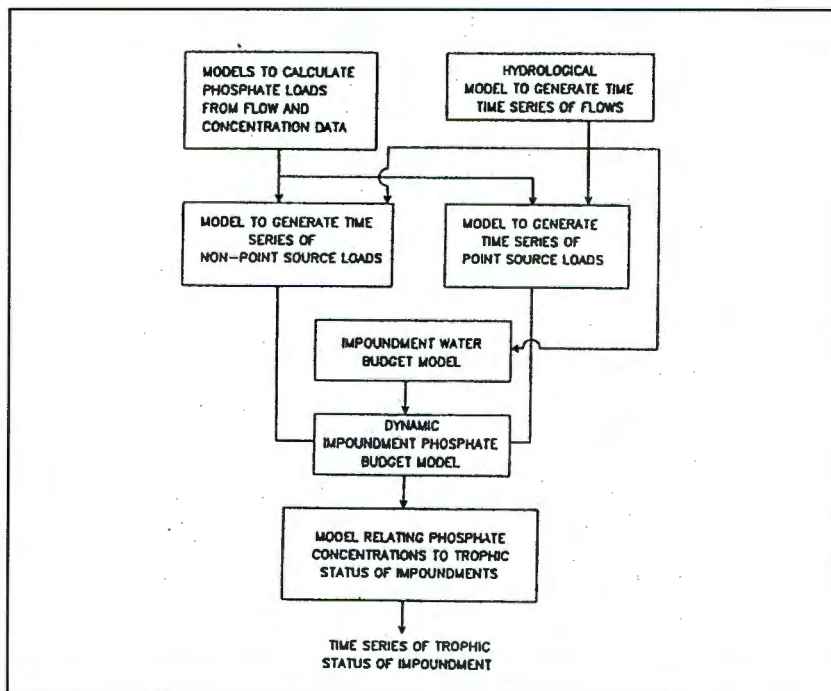 MODELS TO CALCULATE
PHOSPHATE LOADS
FROM FLOW AND
CONCENTRATION DATA
HYDROLOGICAL
MODEL TO GENERATE TIME
TIME SERIES OF FLOWS
MODEL TO GENERATE TIME
SERIES OF
NON-POINT SOURCE LOADS
MODEL TO GENERATE
TIME SERIES OF
POINT SOURCE LOADS
IMPOUNDMENT WATER
BUDGET MODEL
DYNAMIC
IMPOUNDMENT PHOSPHATE
BUDGET MODEL
MODEL RELATING PHOSPHATE
CONCENTRATIONS TO TROPHIC
STATUS OF IMPOUNDMENTS
TIME SERIES OF TROPHIC
STATUS OF IMPOUNDMENT